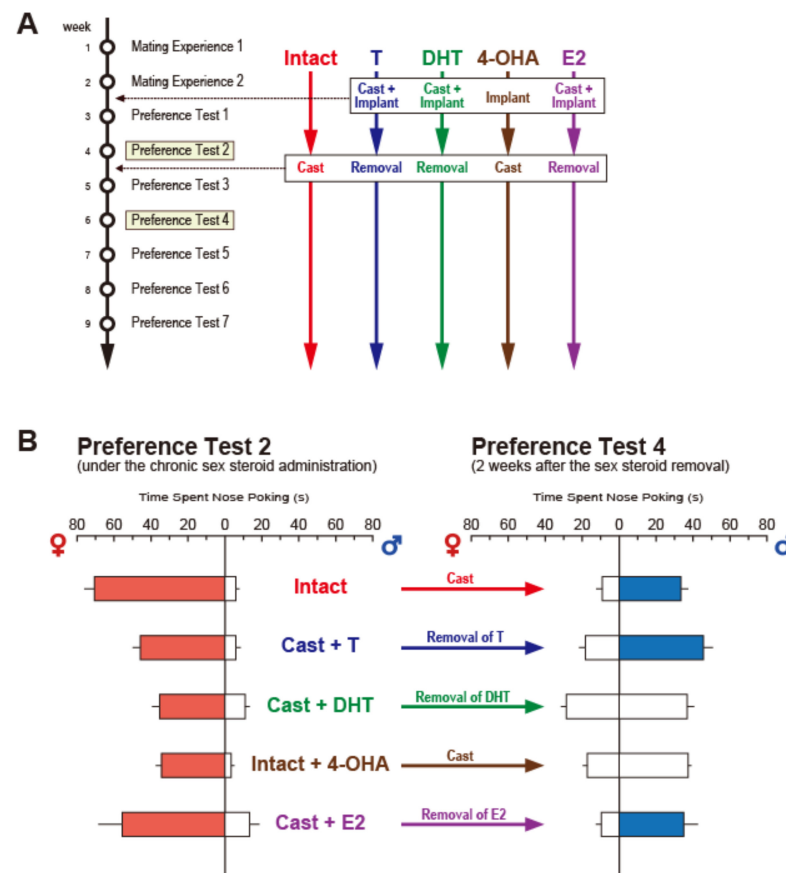 A
week
Intact T DHT 4-OHA E2
1 Mating Experience 1
2 Mating Experience 2
Cast + Implant
Cast + Implant
Implant
Cast + Implant
3 Preference Test 1
4 Preference Test 2
Cast Removal Removal Cast Removal
5 Preference Test 3
6 Preference Test 4
7 Preference Test 5
8 Preference Test 6
9 Preference Test 7
B
Preference Test 2
(under the chronic sex steroid administration)
Time Spent Nose Poking (s)
80 60 40 20 0 20 40 60 80
♀ ♂
Preference Test 4
(2 weeks after the sex steroid removal)
Time Spent Nose Poking (s)
80 60 40 20 0 20 40 60 80
♀ ♂
Intact
Cast
Cast + T
Removal of T
Cast + DHT
Removal of DHT
Intact + 4-OHA
Cast
Cast + E2
Removal of E2